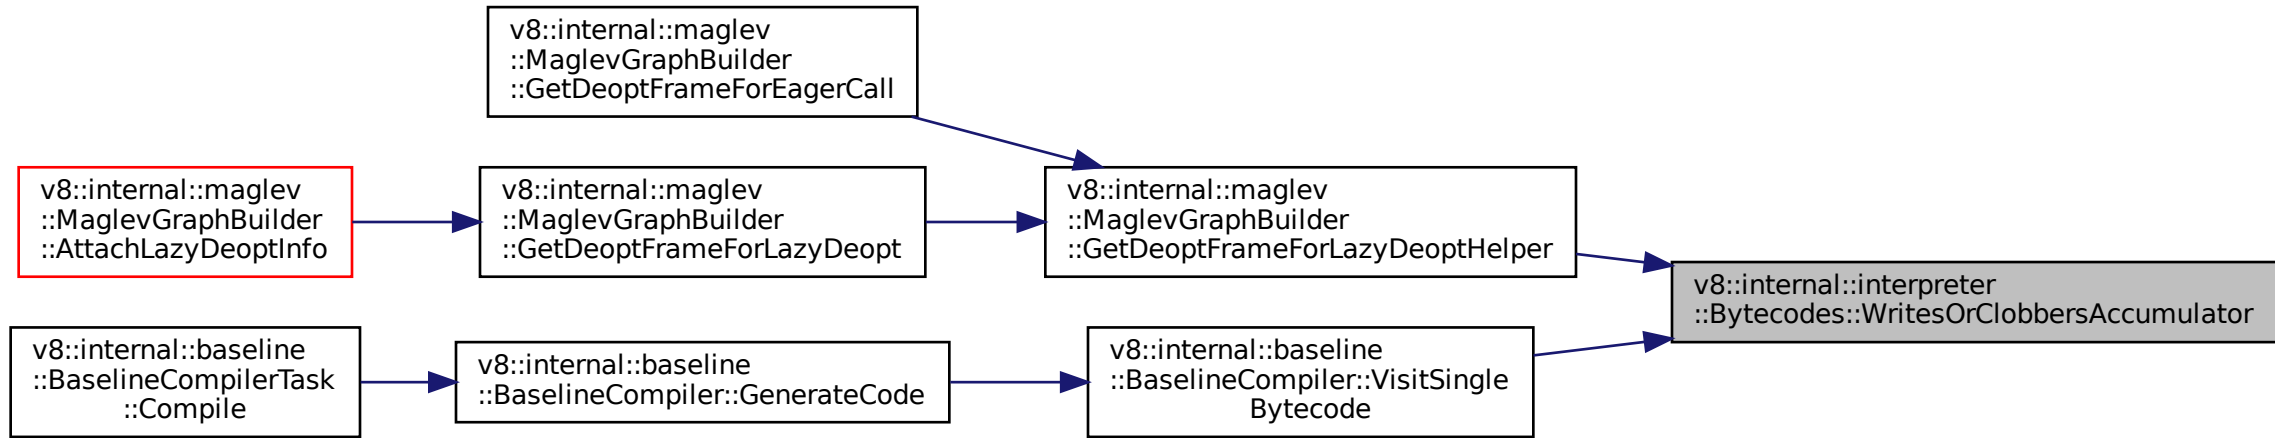 v8::internal::maglev
::MaglevGraphBuilder
::GetDeoptFrameForEagerCall
v8::internal::maglev
::MaglevGraphBuilder
::AttachLazyDeoptInfo
v8::internal::maglev
::MaglevGraphBuilder
::GetDeoptFrameForLazyDeopt
v8::internal::maglev
::MaglevGraphBuilder
::GetDeoptFrameForLazyDeoptHelper
v8::internal::interpreter
::Bytecodes::WritesOrClobbersAccumulator
v8::internal::baseline
::BaselineCompilerTask
::Compile
v8::internal::baseline
::BaselineCompiler::GenerateCode
v8::internal::baseline
::BaselineCompiler::VisitSingle
Bytecode